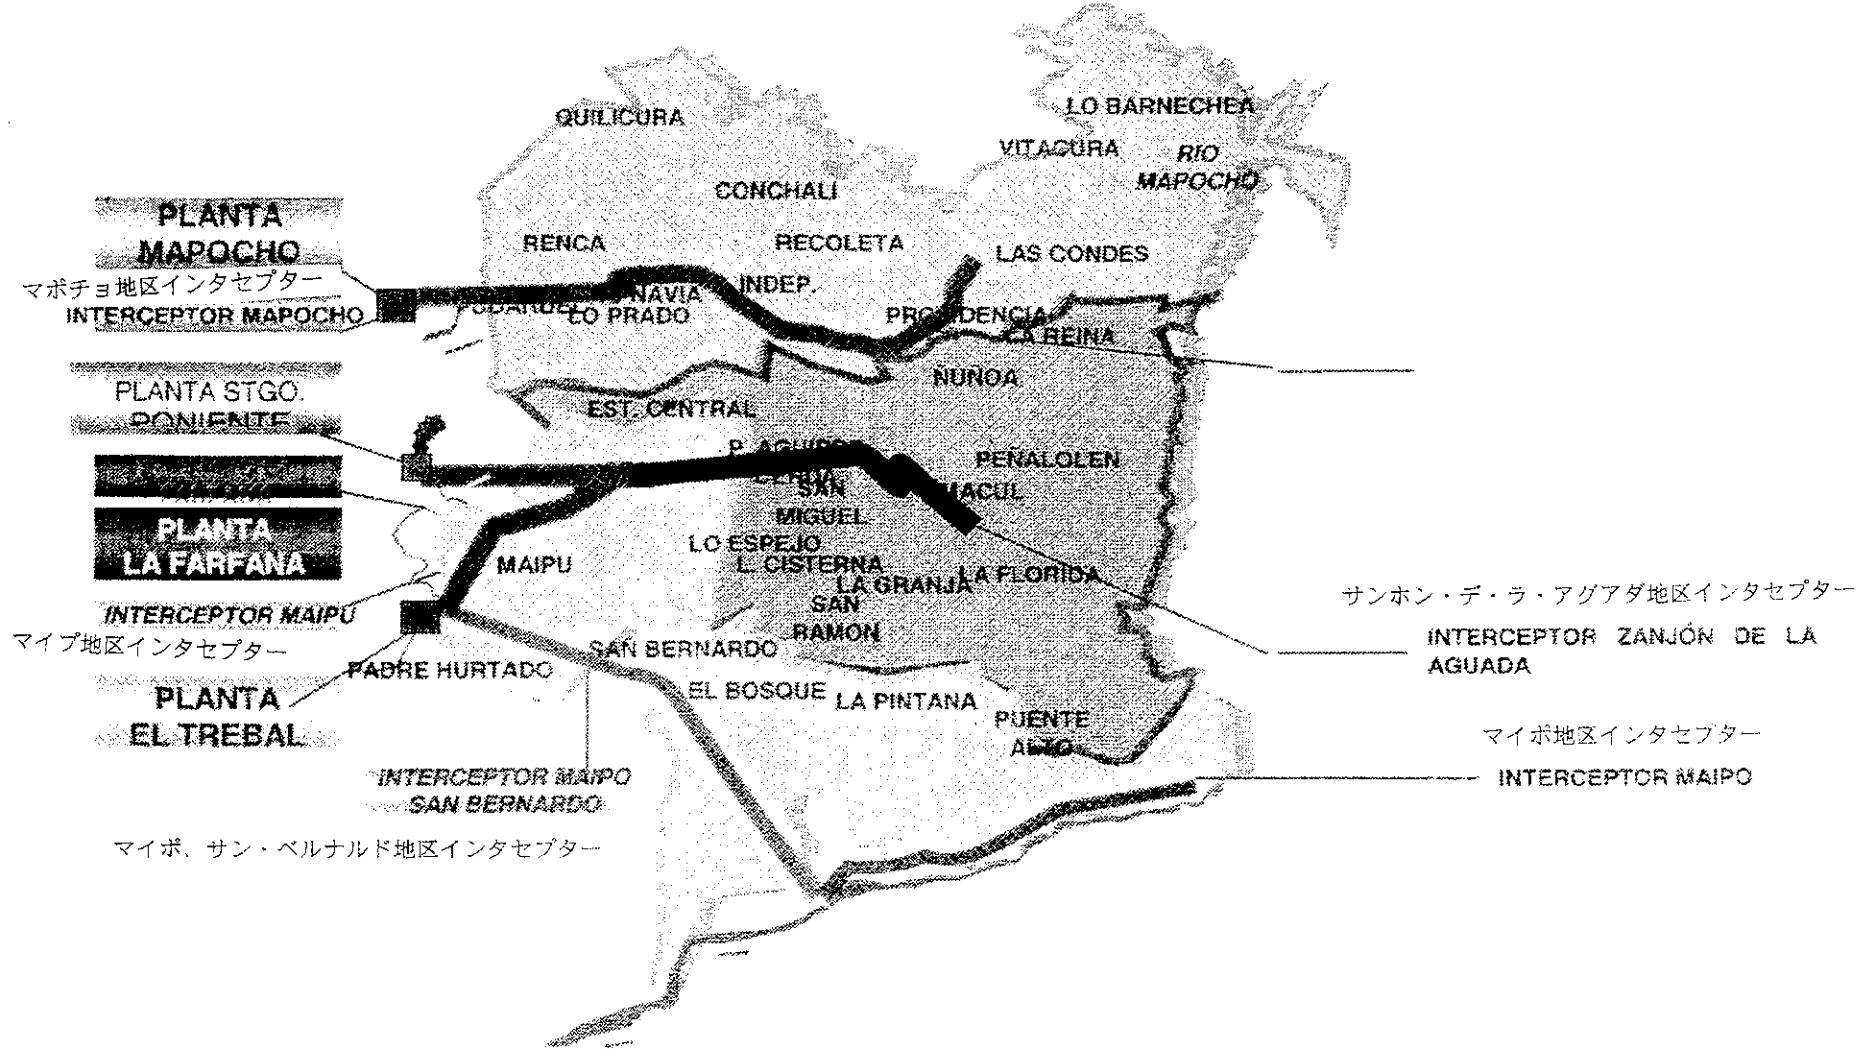 QUILICURA
LO BARNECHEA
VITACURA
RIO
MAPOCHO
CONCHALI
PLANTA
MAPOCHO
RENCA
RECOLETA
LAS CONDES
マポチョ地区インタセプター
INDEP.
NAVIA
INTERCEPTOR MAPOCHO
LO PRADO
PROVIDENCIA
LA REINA
PLANTA STGO.
PONIENTE
ÑUÑOA
EST. CENTRAL
PEÑALOLEN
SAN
MACUL
MIGUEL
PLANTA
LA FARFANA
LO ESPEJO
MAIPU
L. CISTERNA
LA GRANJA
LA FLORIDA
INTERCEPTOR MAIPÚ
マイプ地区インタセプター
SAN
RAMON
サンホン・デ・ラ・アグアダ地区インタセプター
INTERCEPTOR ZANJÓN DE LA
AGUADA
SAN BERNARDO
PADRE HURTADO
PLANTA
EL TREBAL
EL BOSQUE
LA PINTANA
PUENTE
ALTO
マイポ地区インタセプター
INTERCEPTOR MAIPO
INTERCEPTOR MAIPO
SAN BERNARDO
マイポ、サン・ベルナルド地区インタセプター